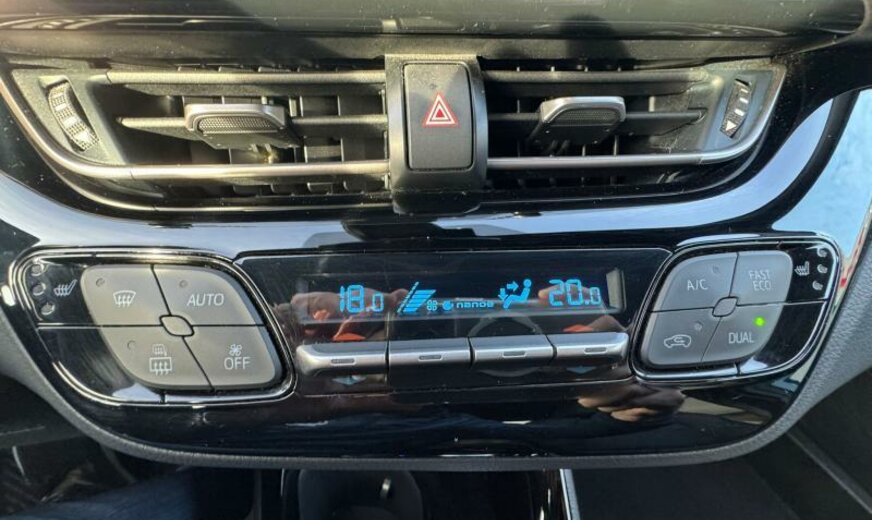 AUTO
OFF
18.0
nanoe
20.0
A/C
FAST
ECO
DUAL